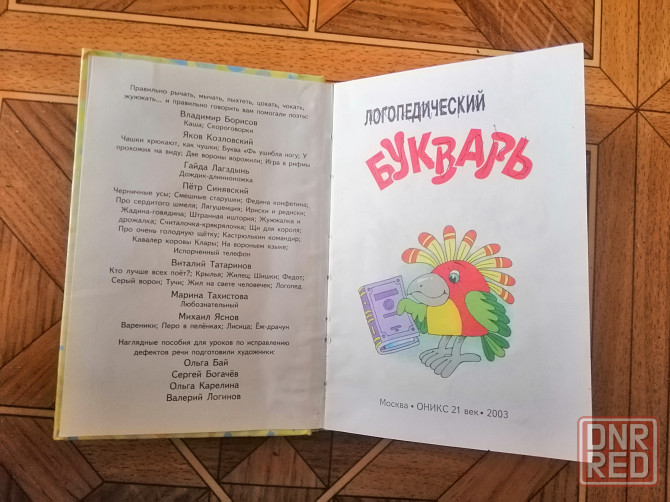 Правильно рычать, мычать, пыхтеть, цокать, чокать,
жужжать... и правильно говорить вам помогали поэты:
Владимир Борисов
Каша; Скороговорки
Яков Козловский
Чашки хрюкают, как чушки; Буква «Ф» ушибла ногу; У
прохожих на виду; Две вороны ворожили; Игра в рифмы
Гайда Лагздынь
Дождик-длинноножка
Пётр Синявский
Черничные усы; Смешные старушки; Федина конфетина;
Про сердитого шмеля; Лягушенция; Ириски и редиски;
Жадина-говядина; Штранная иштория; Жужжалка и
дрожалка; Считалочка-крякрялочка; Щи для короля;
Про очень голодную щётку; Кастрюлькин командир;
Кавалер коровы Клары; На вороньем языке;
Испорченный телефон
Виталий Татаринов
Кто лучше всех поёт?; Крылья; Жилец; Шишки; Федот;
Серый ворон; Тучи; Жил на свете человечек; Логопед
Марина Тахистова
Любознательный
Михаил Яснов
Вареники; Перо в пелёнках; Лисица; Ёж-драчун
Наглядные пособия для уроков по исправлению
дефектов речи подготовили художники:
Ольга Бай
Сергей Богачёв
Ольга Карелина
Валерий Логинов
ЛОГОПЕДИЧЕСКИЙ
БУКВАРЬ
Москва • ОНИКС 21 век • 2003
DNR
RED